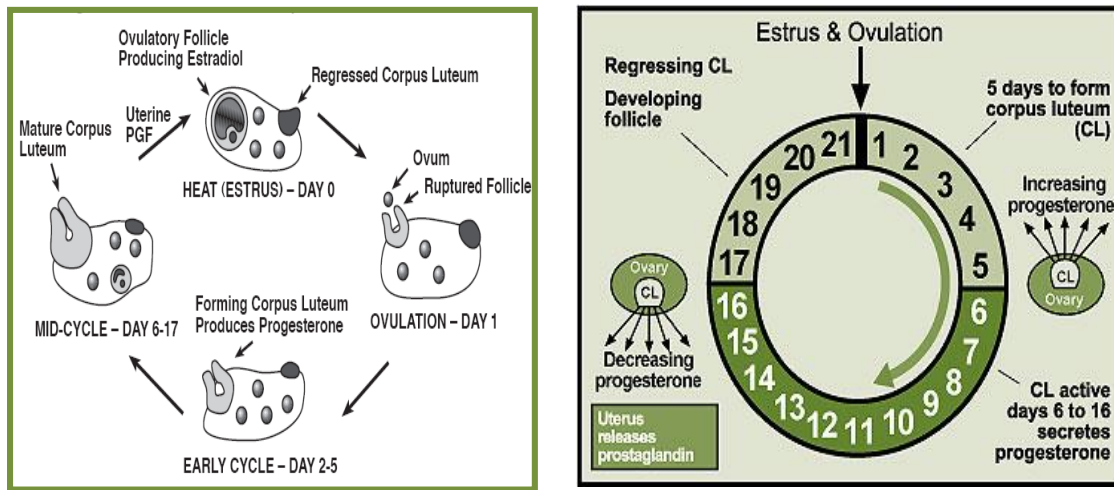 Ovulatory Follicle
Producing Estradiol
Regressed Corpus Luteum
Uterine
PGF
Mature Corpus
Luteum
HEAT (ESTRUS) – DAY 0
Ovum
Ruptured Follicle
MID-CYCLE – DAY 6-17
OVULATION – DAY 1
Forming Corpus Luteum
Produces Progesterone
EARLY CYCLE – DAY 2-5
Estrus & Ovulation
Regressing CL
Developing
follicle
5 days to form
corpus luteum
(CL)
1
2
3
4
5
6
7
8
9
10
11
12
13
14
15
16
17
18
19
20
21
Increasing
progesterone
CL
Ovary
Ovary
CL
Decreasing
progesterone
Uterus
releases
prostaglandin
CL active
days 6 to 16
secretes
progesterone